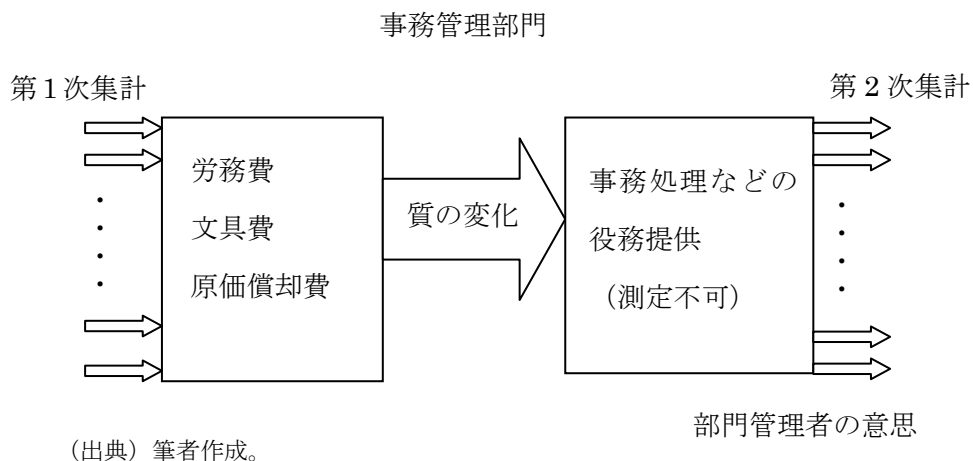 事務管理部門
第1次集計
第2次集計
労務費
文具費
原価償却費
質の変化
事務処理などの
役務提供
（測定不可）
部門管理者の意思
（出典）筆者作成。